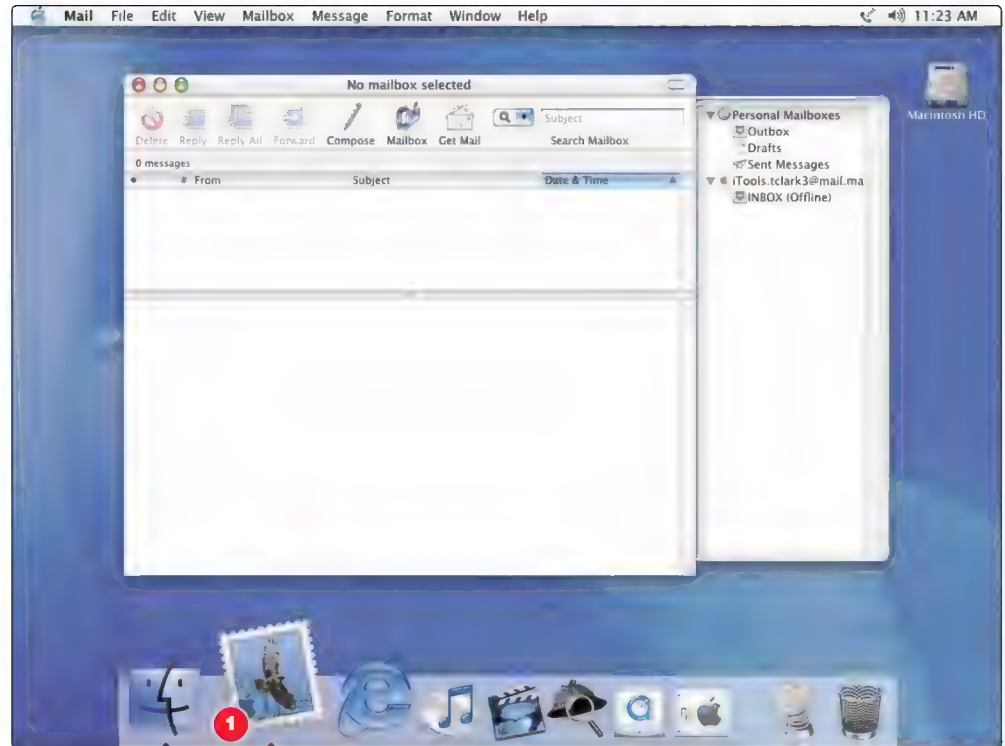 Mail File Edit View Mailbox Message Format Window Help 11:23 AM
No mailbox selected
Macintosh HD
Subject
Delete Reply Reply All Forward Compose Mailbox Get Mail Search Mailbox
0 messages
# From Subject Date & Time
Personal Mailboxes
Outbox
Drafts
Sent Messages
iTools.tclark3@mail.ma
INBOX (Offline)
1